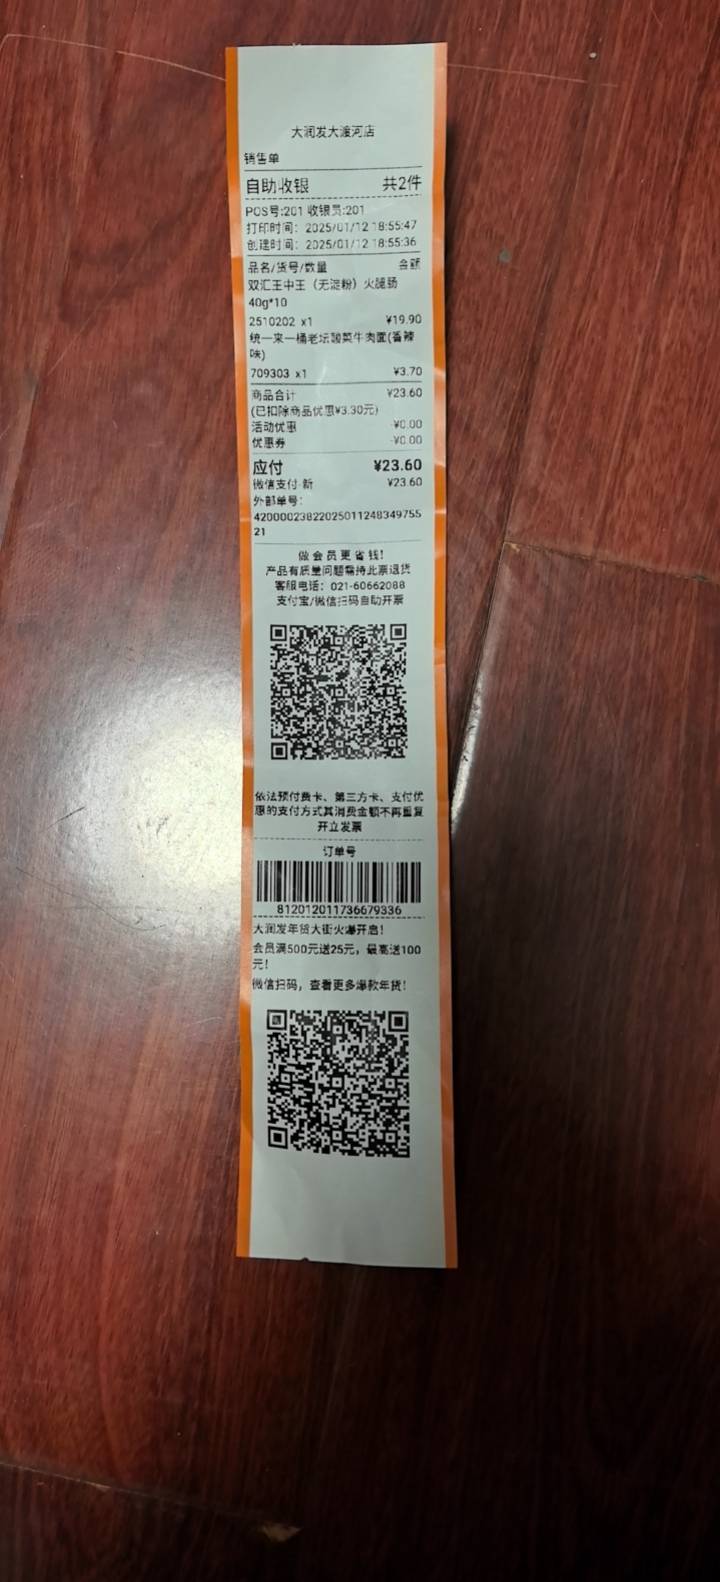 大润发大渡河店
销售单
自助收银 共2件
POS号:201 收银员:201
打印时间: 2025/01/12 18:55:47
创建时间: 2025/01/12 18:55:36
品名/货号/数量 金额
双汇王中王（无淀粉）火腿肠
40g*10
2510202 x1 ¥19.90
统一来一桶老坛酸菜牛肉面(香辣
味)
709303 x1 ¥3.70
商品合计 ¥23.60
(已扣除商品优惠¥3.30元)
活动优惠 -¥0.00
优惠券 -¥0.00
应付 ¥23.60
微信支付-新 ¥23.60
外部单号:
42000023822025011248349755
21
做会员更省钱!
产品有质量问题需持此票退货
客服电话: 021-60662088
支付宝/微信扫码自助开票
依法预付费卡、第三方卡、支付优
惠的支付方式其消费金额不再重复
开立发票
订单号
812012011736679336
大润发年货大街火爆开启!
会员满500元送25元，最高送100
元!
微信扫码，查看更多爆款年货!